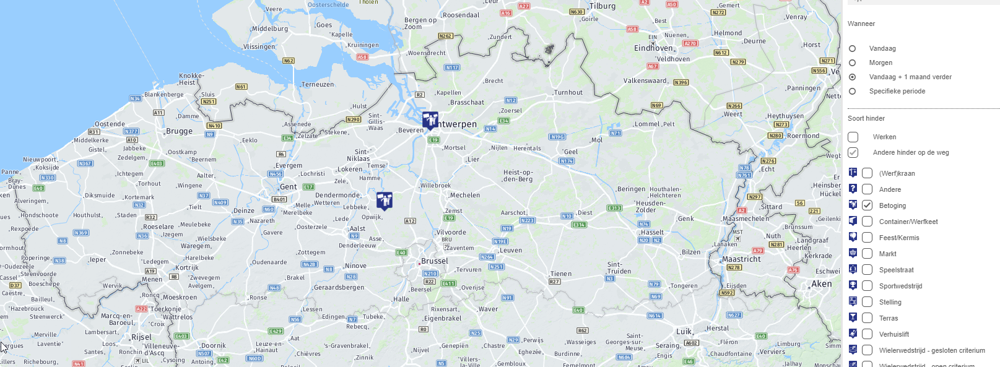 Veere
Oosterschelde
Tholen
Leur
A16
A27
N630
Tilburg
A2
A50
Gemert
N272
Middelburg
Goes
Kapelle
Bergen op
Zoom
Roosendaal
Goirle
Best
Venray
A58
Vlissingen
Kruiningen
N262
Zundert
EIN
Nuenen
Helmond
Deurne
Eindhoven
A270
Horst
N62
A58
Woensdrecht
Veldhoven
N612
N279
N271
N117
A67
N556
Knokke-
Heist
Terneuzen
Brecht
Valkenswaard
N396
Panningen
N61
Blankenberge
Sluis
N34
N251
R2
Kapellen
Turnhout
Brasschaat
N12
Hulst
Zoersel
N69
N266
Weert
A11
Damme
N290
Sint-
Gillis-
Waas
E34
Heythuysen
Oostende
N410
Assenede
Antwerpen
Lommel
Pelt
N273
R31
N377
Brugge
N9
Stekene
Beveren
N14
N71
N280
Roermond
Middelkerke
A10
Eeklo
E34
Zelzate
E19
N19G
Mol
Gistel
Jabbeke
Oostkamp
R4
Sint-
Niklaas
Mortsel
Nijlen
Herentals
Geel
Nieuwpoort
Zedelgem
Beernem
Lier
N174
N276
Koksijde
N367
E403
Evergem
Temse
N78
Echt
Panne
Bray-
Dunes
N330
Ichtegem
Aalter
N456
Lochristi
Lokeren
Hamme
Heist-op-
den-Berg
N761
E40
Torhout
Wingene
Gent
E17
Zele
Willebroek
Beringen
Houthalen-
Helchteren
Heinsber
Hückel
Alveringem
Diksmuide
Kortemark
N37
N409
B401
Dendermonde
Mechelen
Heusden-
Zolder
N297
N32
Tielt
N60
Melle
Wetteren
Lebbeke
E313
Sittard
56
221
Hondschoote
Houthulst
Staden
R32
Deinze
Merelbeke
Zemst
Aarschot
N10
Diest
A2
Maasmechelen
Geilenki
N35
Nazareth
Lede
Opwijk
A12
E19
N223
E314
N74
Genk
Rexpoede
Roeselare
Meulebeke
Oosterzele
Aalst
N19
Hasselt
MST
Brunssum
N369
N36
Izegem
Gavere
N9
Vilvoorde
BRU
N20
N2
Nuth
Landgraaf
N8
Wielsbeke
Asse
N19E
Lanaken
N281
Heerlen
Waregem
Denderleeuw
Zaventem
Leuven
Bilzen
A79
Kerkrade
Zonnebeke
Zottegem
E40
N264
Maastricht
Poperinge
N38
Ieper
Harelbeke
Ledegem
Oudenaarde
N42B
N8
Ninove
Brussel
N251
Sint-
Truiden
N278
A76
Eschwei
Steenvoorde
A19
Menen
Kortrijk
R8
Zwevegem
N28
N210
Tervuren
Tienen
N3
Boeschepe
D37
Wervik
Avelgem
Brakel
Geraardsbergen
R22
E411
R27
N79
Tongeren
Eijsden
Aken
Caëstre
Bailleul
Roncq
Moeskroen
N48
Ronse
Beersel
Overijse
N91
N69
N592
Hazebrouck
Steenwerck
A22
Toerkonje
Wattrelos
Lessen
Halle
Rixensart
Waver
E40
N614
N627
Marcq-en-
Baroeul
Croix
N56
Edingen
N7
Tubeke
Eigenbrakel
Merville
Lambersart
E429
Rebecq
R0
R62
Luik
Herstal
Laventie
Loos
Rijsel
E403
Doornik
Leuze-en-
Hainaut
Aat
's-Gravenbrakel
Genepiën
N25
N29
Perwijs
Wasseiges
Sint-
Georges-sur-
Meuse
A602
Fléron
E40
Limburg
Santes
Ronchin
Villeneuve-
d'Ascq
N507
Chièvres
Nijvel
Chastre
Eghezée
Burdinne
Seraing
Chaudfontaine
Verviers
Richebourg
N41
LIL
Cysoing
Antoing
E42
N60D
Zinnik
N5
Villers-
la-Ville
Gembloux
Fernelmont
N684
Engis
E46
Jalhay
Wanneer
Vandaag
Morgen
Vandaag + 1 maand verder
Specifieke periode
Soort hinder
Werken
Andere hinder op de weg
(Werf)kraan
Andere
Betoging
Container/Werfkeet
Feest/Kermis
Markt
Speelstraat
Sportwedstrijd
Stelling
Terras
Verhuislift
Wielerwedstrijd - gesloten criterium
Wielerwedstrijd - open criterium